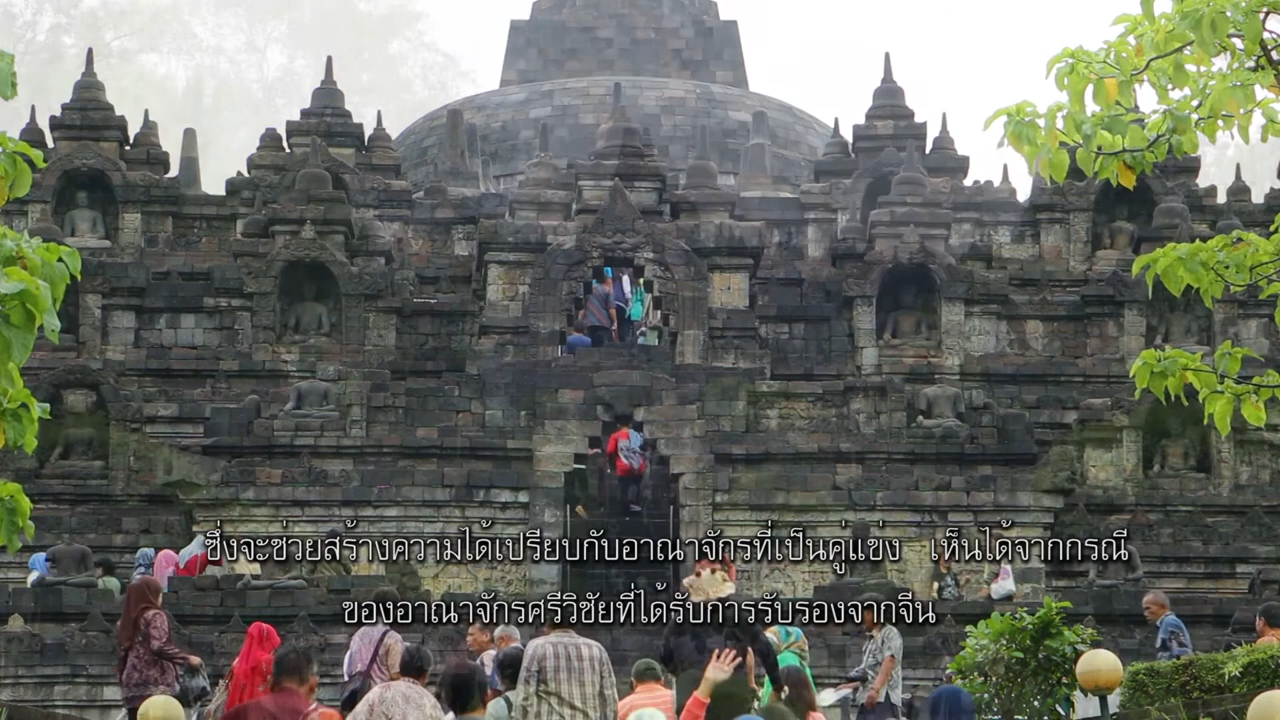 ซึ่งจะช่วยสร้างความได้เปรียบกับอาณาจักรที่เป็นคู่แข่ง เห็นได้จากกรณี
ของอาณาจักรศรีวิชัยที่ได้รับการรับรองจากจีน